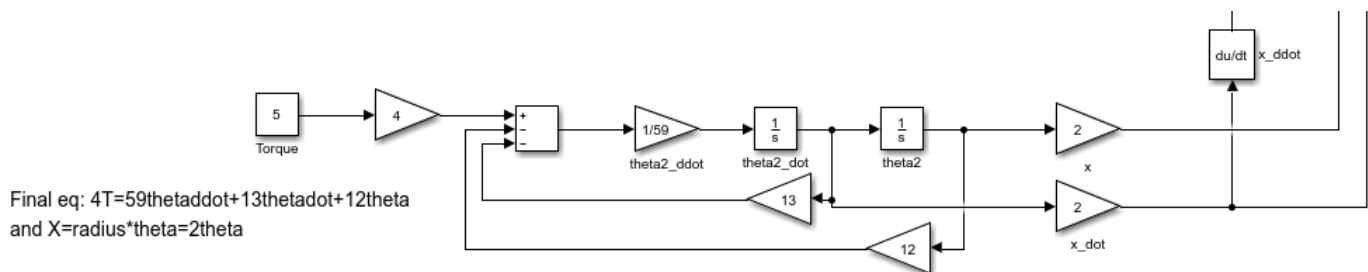 du/dt
x_ddot
5
Torque
4
+
−
−
1/59
theta2_ddot
1
s
theta2_dot
1
s
theta2
2
x
13
2
x_dot
12
Final eq: 4T=59thetaddot+13thetadot+12theta
and X=radius*theta=2theta